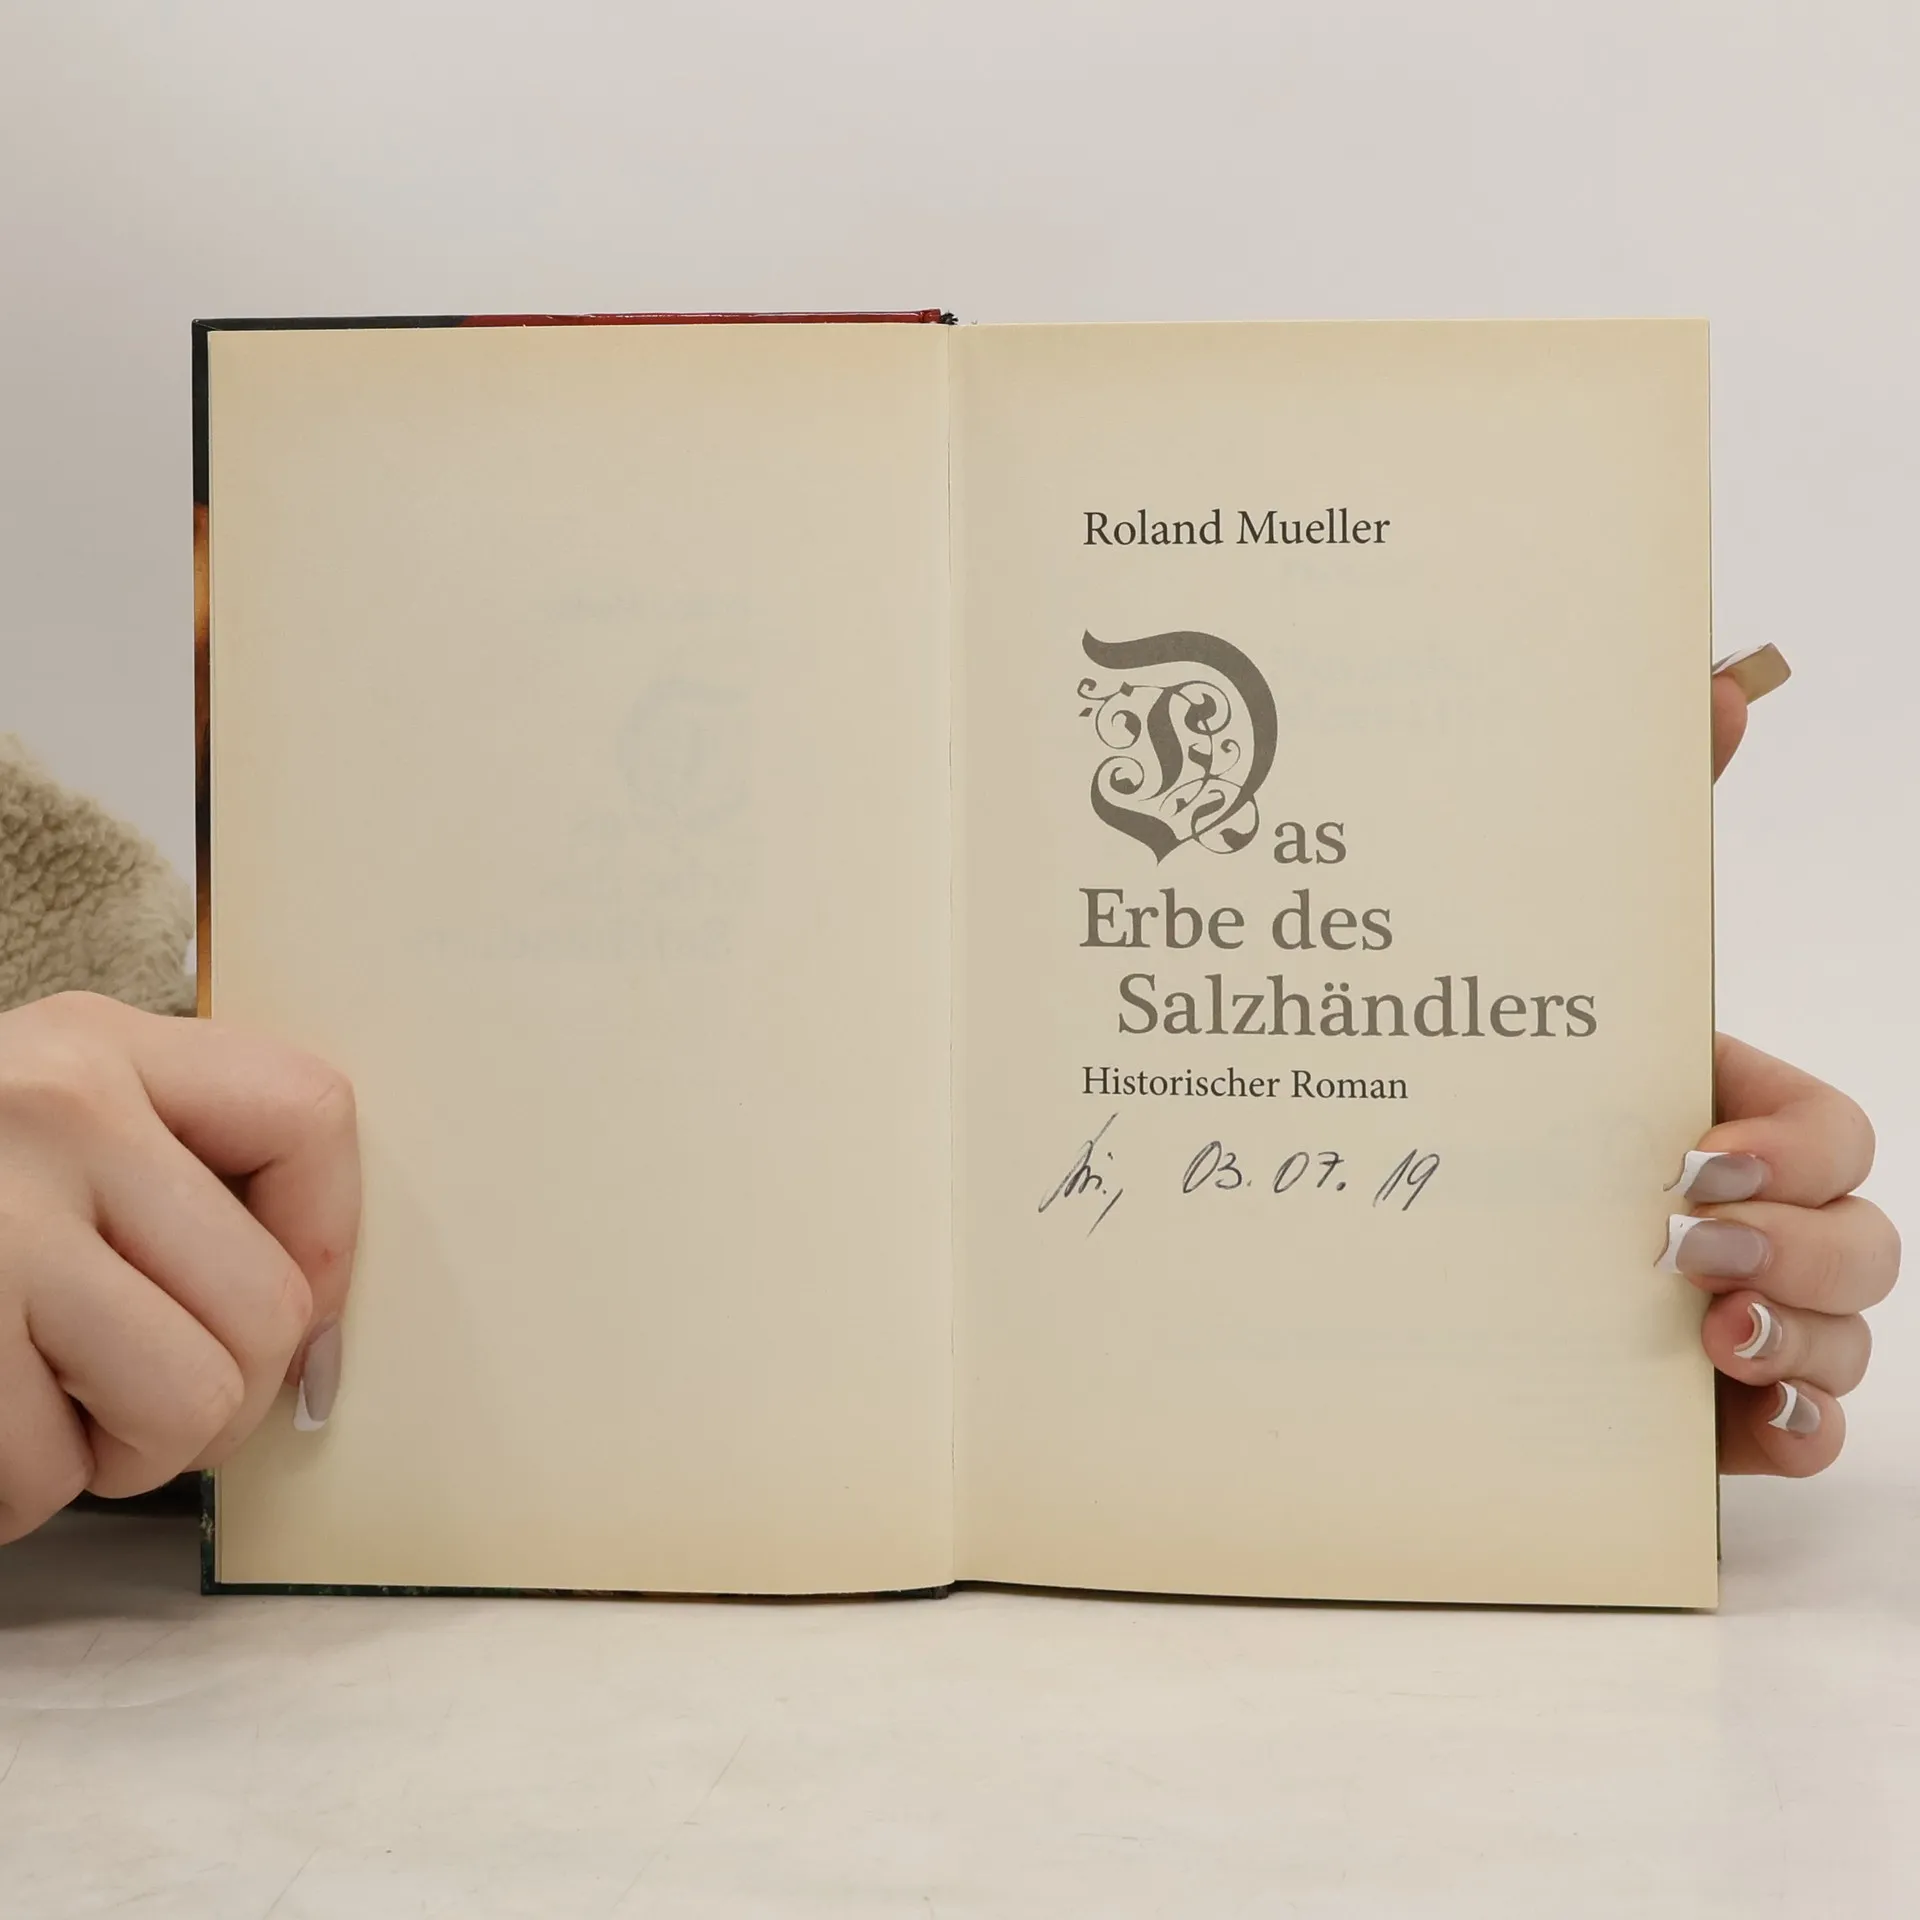 Roland Mueller
Das
Erbe des
Salzhändlers
Historischer Roman
03.07.19